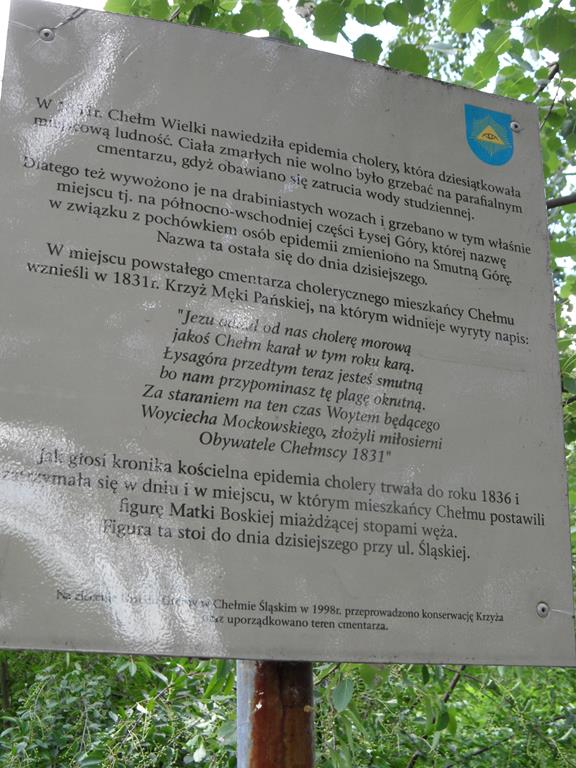 W r. Chełm Wielki nawiedziła epidemia cholery, która dziesiątkowała
miejscową ludność. Ciała zmarłych nie wolno było grzebać na parafialnym
cmentarzu, gdyż obawiano się zatrucia wody studziennej.
Dlatego też wywożono je na drabiniastych wozach i grzebano w tym właśnie
miejscu tj. na północno-wschodniej części Łysej Góry, której nazwę
w związku z pochówkiem osób epidemii zmieniono na Smutną Górę.
Nazwa ta ostała się do dnia dzisiejszego.
W miejscu powstałego cmentarza cholerycznego mieszkańcy Chełmu
wznieśli w 1831r. Krzyż Męki Pańskiej, na którym widnieje wyryty napis:
"Jezu od nas cholerę morową
jakoś Chełm karał w tym roku karą.
Łysagóra przedtym teraz jesteś smutną
bo nam przypominasz tę plagę okrutną.
Za staraniem na ten czas Woytem będącego
Woyciecha Mockowskiego, złożyli miłosierni
Obywatele Chełmscy 1831"
Jak głosi kronika kościelna epidemia cholery trwała do roku 1836 i
zatrzymała się w dniu i w miejscu, w którym mieszkańcy Chełmu postawili
figurę Matki Boskiej miażdżącej stopami węża.
Figura ta stoi do dnia dzisiejszego przy ul. Śląskiej.
Na w Chełmie Śląskim w 1998r. przeprowadzono konserwację Krzyża
oraz uporządkowano teren cmentarza.